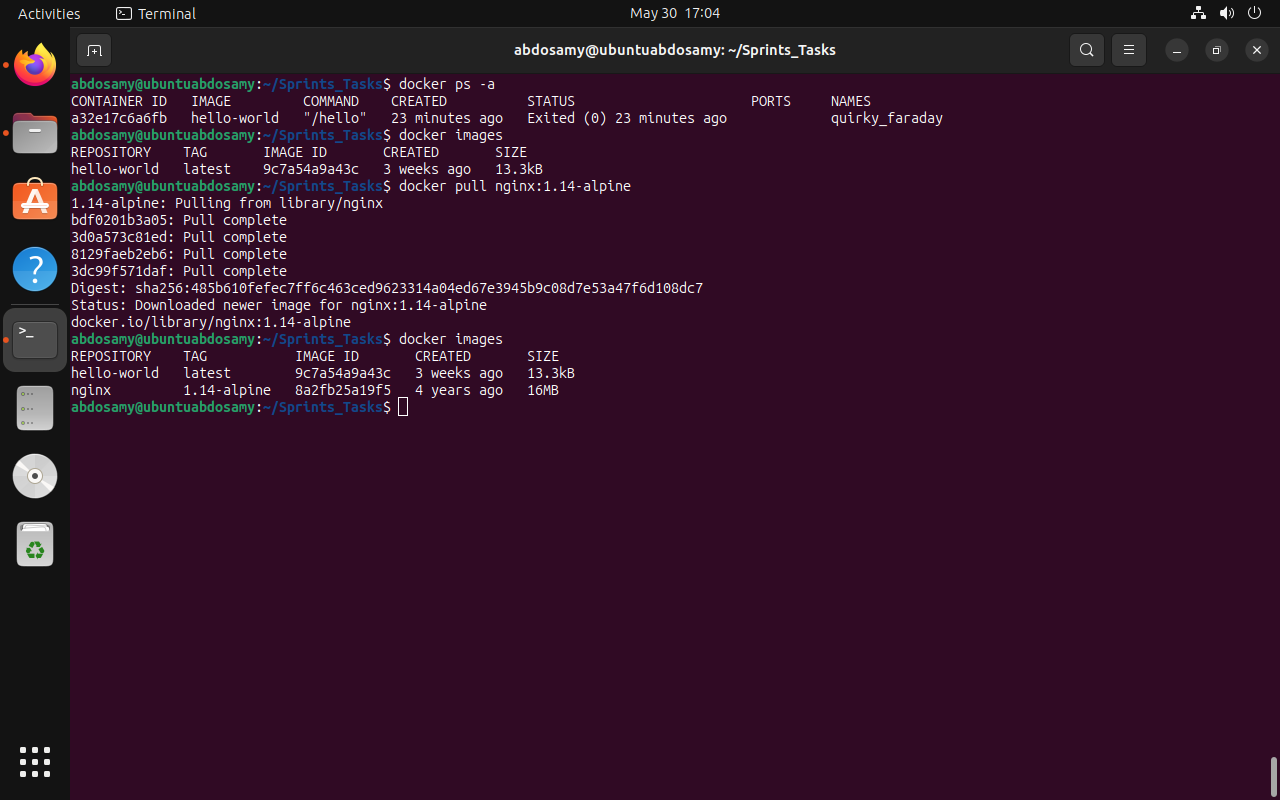 Activities Terminal May 30 17:04
abdosamy@ubuntuabdosamy: ~/Sprints_Tasks
abdosamy@ubuntuabdosamy:~/Sprints_Tasks$ docker ps -a
CONTAINER ID   IMAGE         COMMAND    CREATED          STATUS                      PORTS     NAMES
a32e17c6a6fb   hello-world   "/hello"   23 minutes ago   Exited (0) 23 minutes ago             quirky_faraday
abdosamy@ubuntuabdosamy:~/Sprints_Tasks$ docker images
REPOSITORY    TAG       IMAGE ID       CREATED       SIZE
hello-world   latest    9c7a54a9a43c   3 weeks ago   13.3kB
abdosamy@ubuntuabdosamy:~/Sprints_Tasks$ docker pull nginx:1.14-alpine
1.14-alpine: Pulling from library/nginx
bdf0201b3a05: Pull complete
3d0a573c81ed: Pull complete
8129faeb2eb6: Pull complete
3dc99f571daf: Pull complete
Digest: sha256:485b610fefec7ff6c463ced9623314a04ed67e3945b9c08d7e53a47f6d108dc7
Status: Downloaded newer image for nginx:1.14-alpine
docker.io/library/nginx:1.14-alpine
abdosamy@ubuntuabdosamy:~/Sprints_Tasks$ docker images
REPOSITORY    TAG           IMAGE ID       CREATED       SIZE
hello-world   latest        9c7a54a9a43c   3 weeks ago   13.3kB
nginx         1.14-alpine   8a2fb25a19f5   4 years ago   16MB
abdosamy@ubuntuabdosamy:~/Sprints_Tasks$